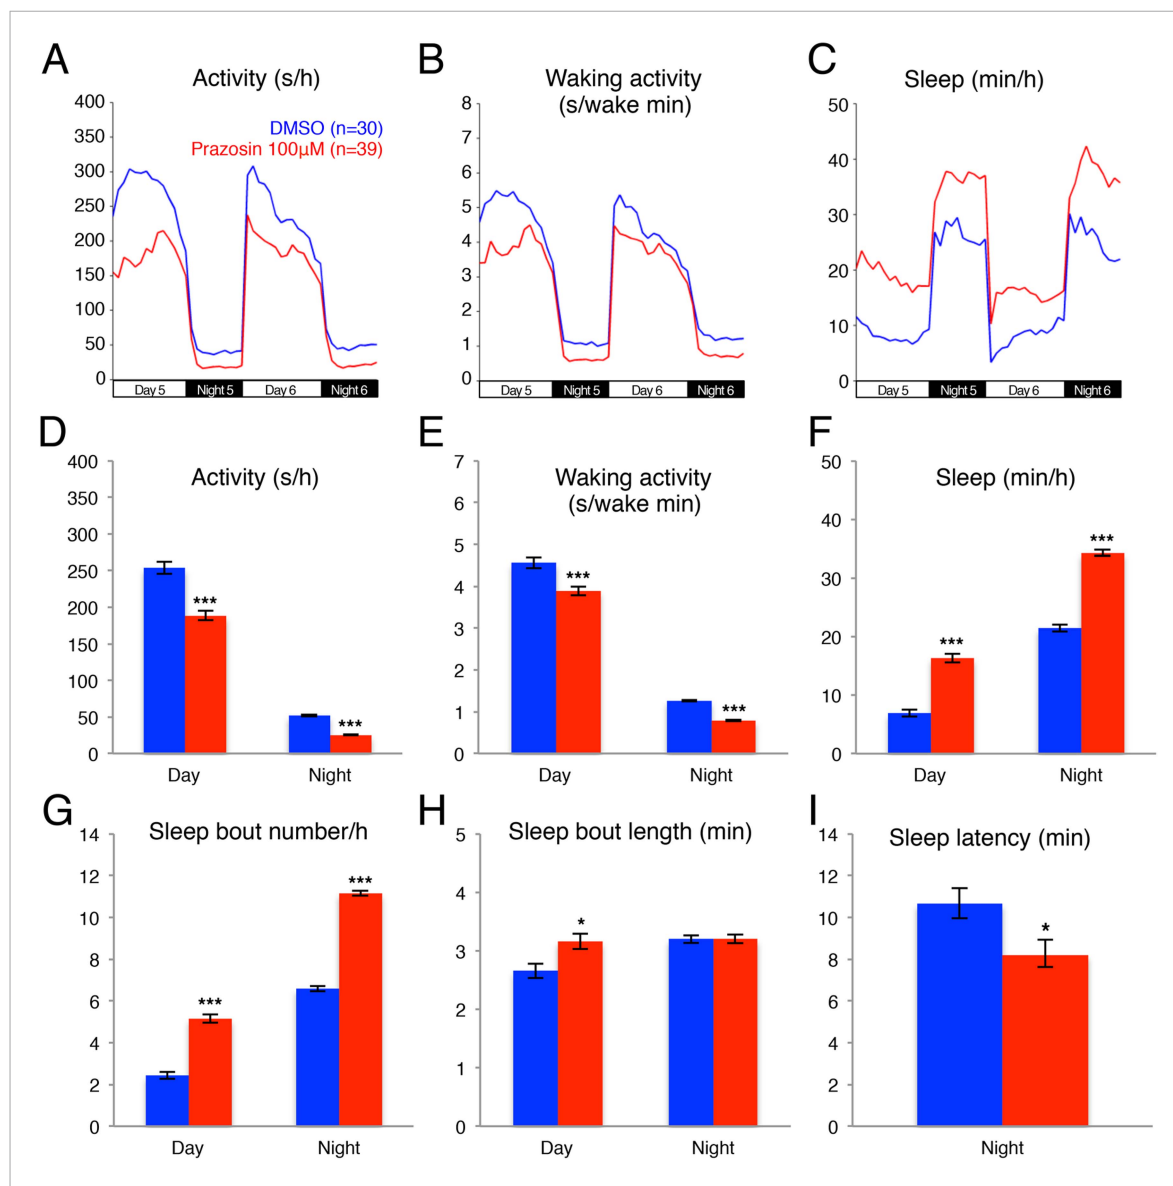 A
Activity (s/h)
400
350
300
250
200
150
100
50
0
DMSO (n=30)
Prazosin 100µM (n=39)
Day 5
Night 5
Day 6
Night 6
B
Waking activity
(s/wake min)
8
7
6
5
4
3
2
1
0
Day 5
Night 5
Day 6
Night 6
C
Sleep (min/h)
50
40
30
20
10
0
Day 5
Night 5
Day 6
Night 6
D
Activity (s/h)
400
350
300
250
200
150
100
50
0
***
***
Day
Night
E
Waking activity
(s/wake min)
7
6
5
4
3
2
1
0
***
***
Day
Night
F
Sleep (min/h)
50
40
30
20
10
0
***
***
Day
Night
G
Sleep bout number/h
14
12
10
8
6
4
2
0
***
***
Day
Night
H
Sleep bout length (min)
5
4
3
2
1
0
*
Day
Night
I
Sleep latency (min)
14
12
10
8
6
4
2
0
*
Night